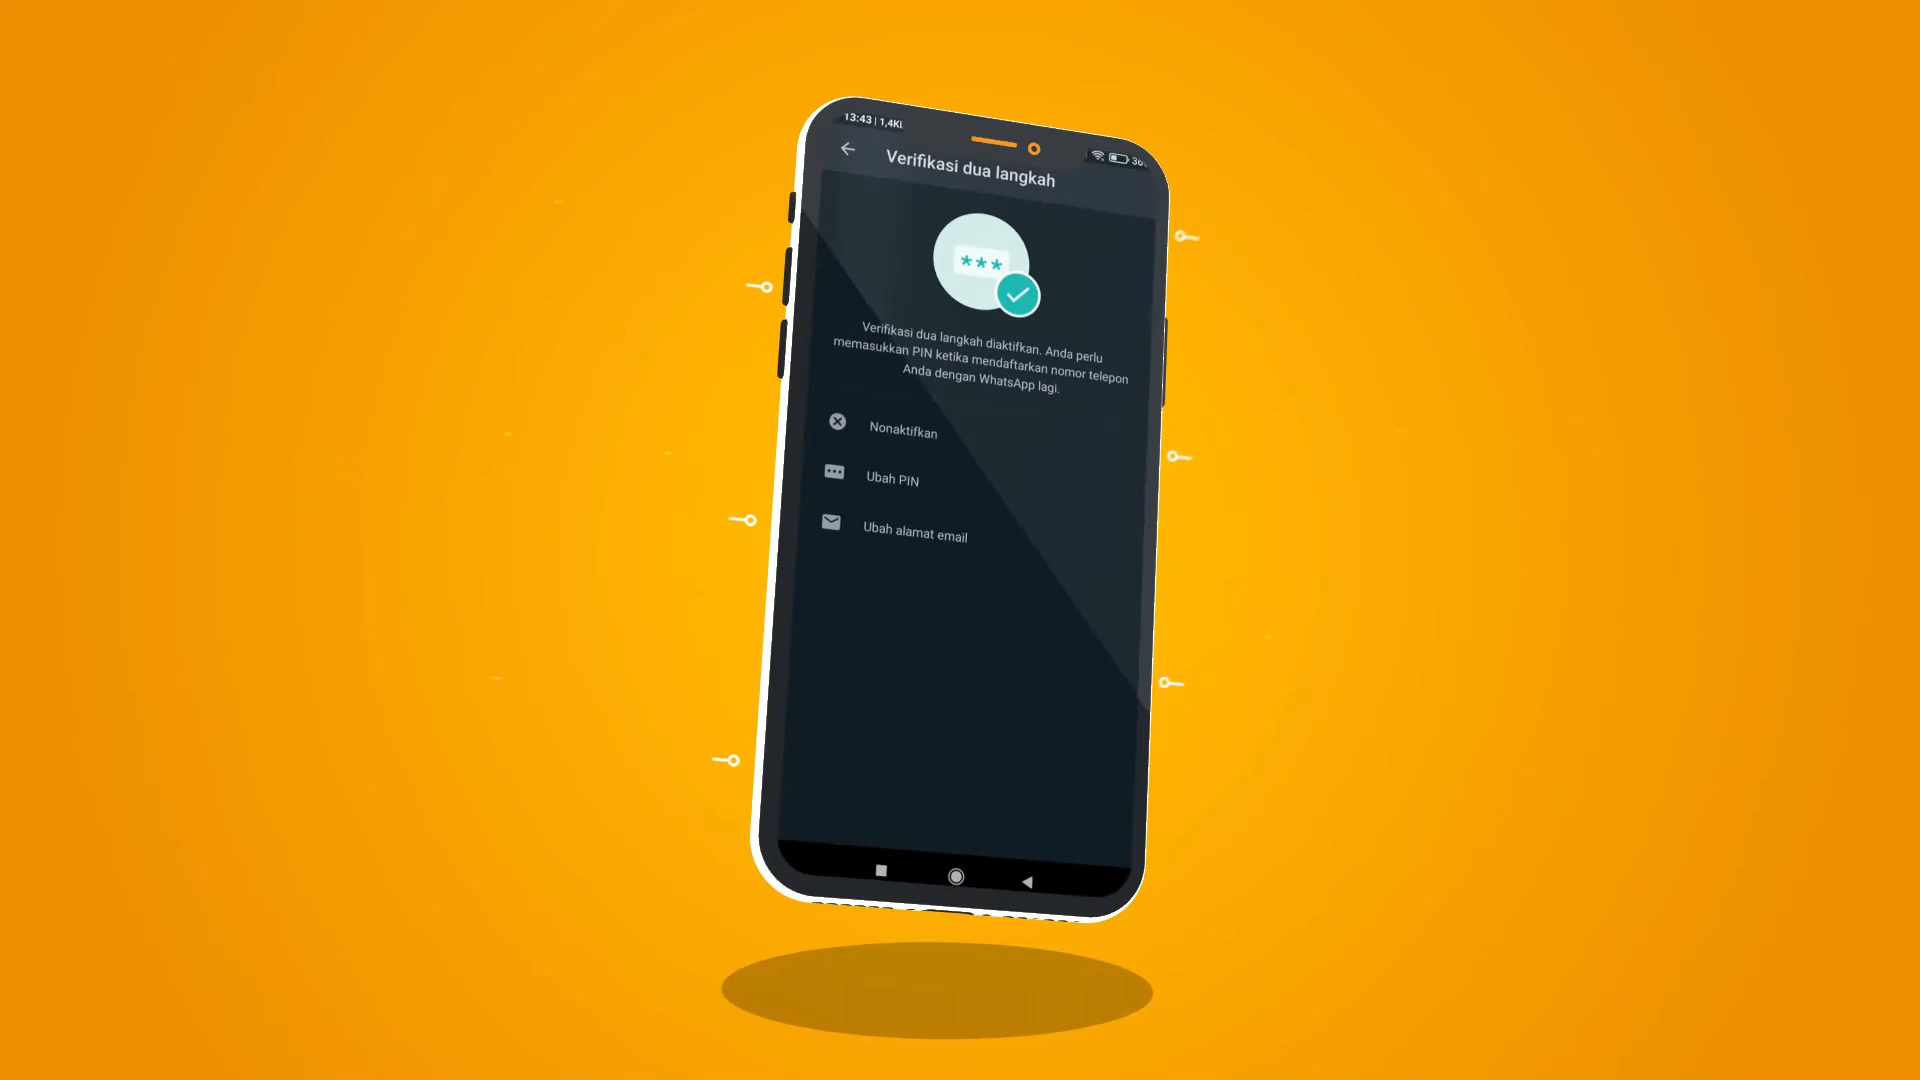 13:43 | 1,4K
Verifikasi dua langkah
***
Verifikasi dua langkah diaktifkan. Anda perlu
memasukkan PIN ketika mendaftarkan nomor telepon
Anda dengan WhatsApp lagi.
Nonaktifkan
Ubah PIN
Ubah alamat email